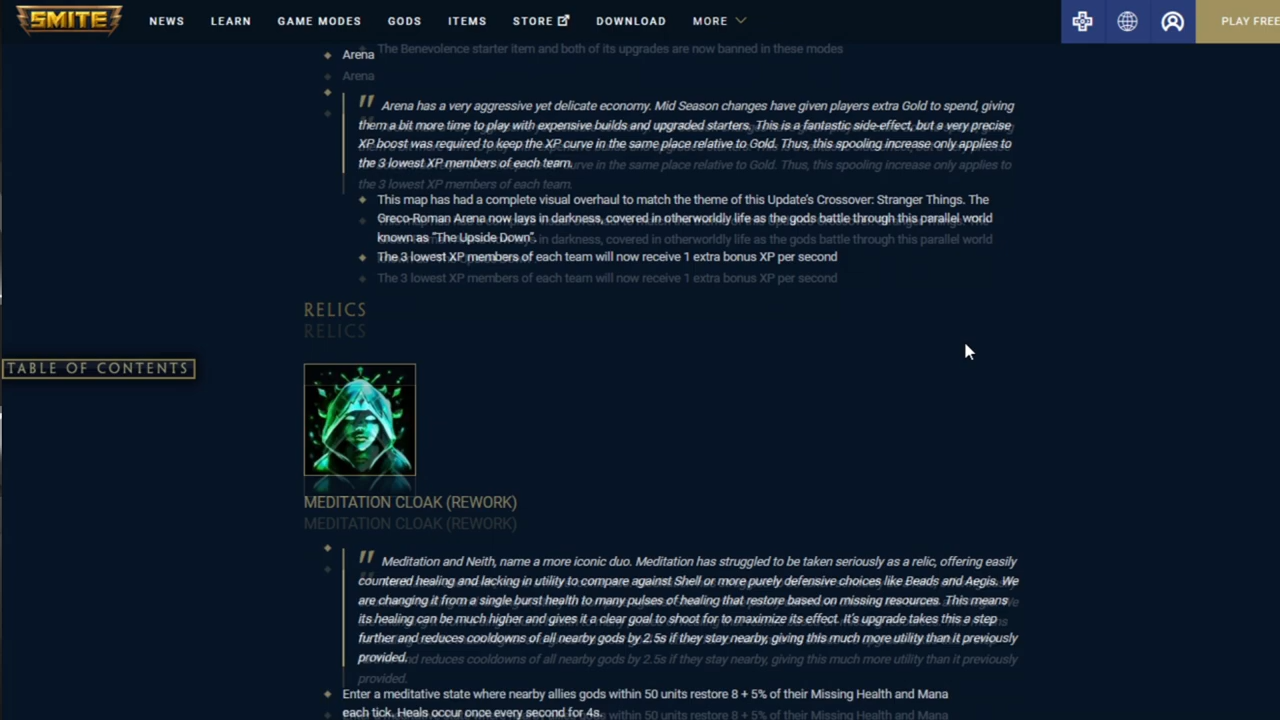 SMITE NEWS LEARN GAME MODES GODS ITEMS STORE DOWNLOAD MORE PLAY FREE
The Benevolence starter item and both of its upgrades are now banned in these modes
Arena
Arena
" Arena has a very aggressive yet delicate economy. Mid Season changes have given players extra Gold to spend, giving
them a bit more time to play with expensive builds and upgraded starters. This is a fantastic side-effect, but a very precise
XP boost was required to keep the XP curve in the same place relative to Gold. Thus, this spooling increase only applies to
the 3 lowest XP members of each team.
This map has had a complete visual overhaul to match the theme of this Update's Crossover: Stranger Things. The
Greco-Roman Arena now lays in darkness, covered in otherworldly life as the gods battle through this parallel world
known as "The Upside Down".
The 3 lowest XP members of each team will now receive 1 extra bonus XP per second
The 3 lowest XP members of each team will now receive 1 extra bonus XP per second
RELICS
RELICS
TABLE OF CONTENTS
MEDITATION CLOAK (REWORK)
MEDITATION CLOAK (REWORK)
" Meditation and Neith, name a more iconic duo. Meditation has struggled to be taken seriously as a relic, offering easily
countered healing and lacking in utility to compare against Shell or more purely defensive choices like Beads and Aegis. We
are changing it from a single burst health to many pulses of healing that restore based on missing resources. This means
its healing can be much higher and gives it a clear goal to shoot for to maximize its effect. It's upgrade takes this a step
further and reduces cooldowns of all nearby gods by 2.5s if they stay nearby, giving this much more utility than it previously
provided.
provided.
Enter a meditative state where nearby allies gods within 50 units restore 8 + 5% of their Missing Health and Mana
each tick. Heals occur once every second for 4s.